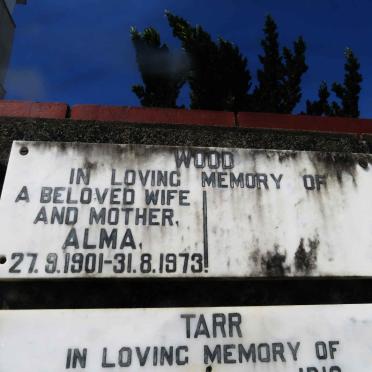 WOOD
IN LOVING MEMORY OF
A BELOVED WIFE
AND MOTHER,
ALMA,
27.9.1901-31.8.1973.
TARR
IN LOVING MEMORY OF